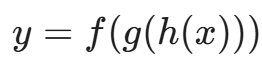 y = f(g(h(x)))